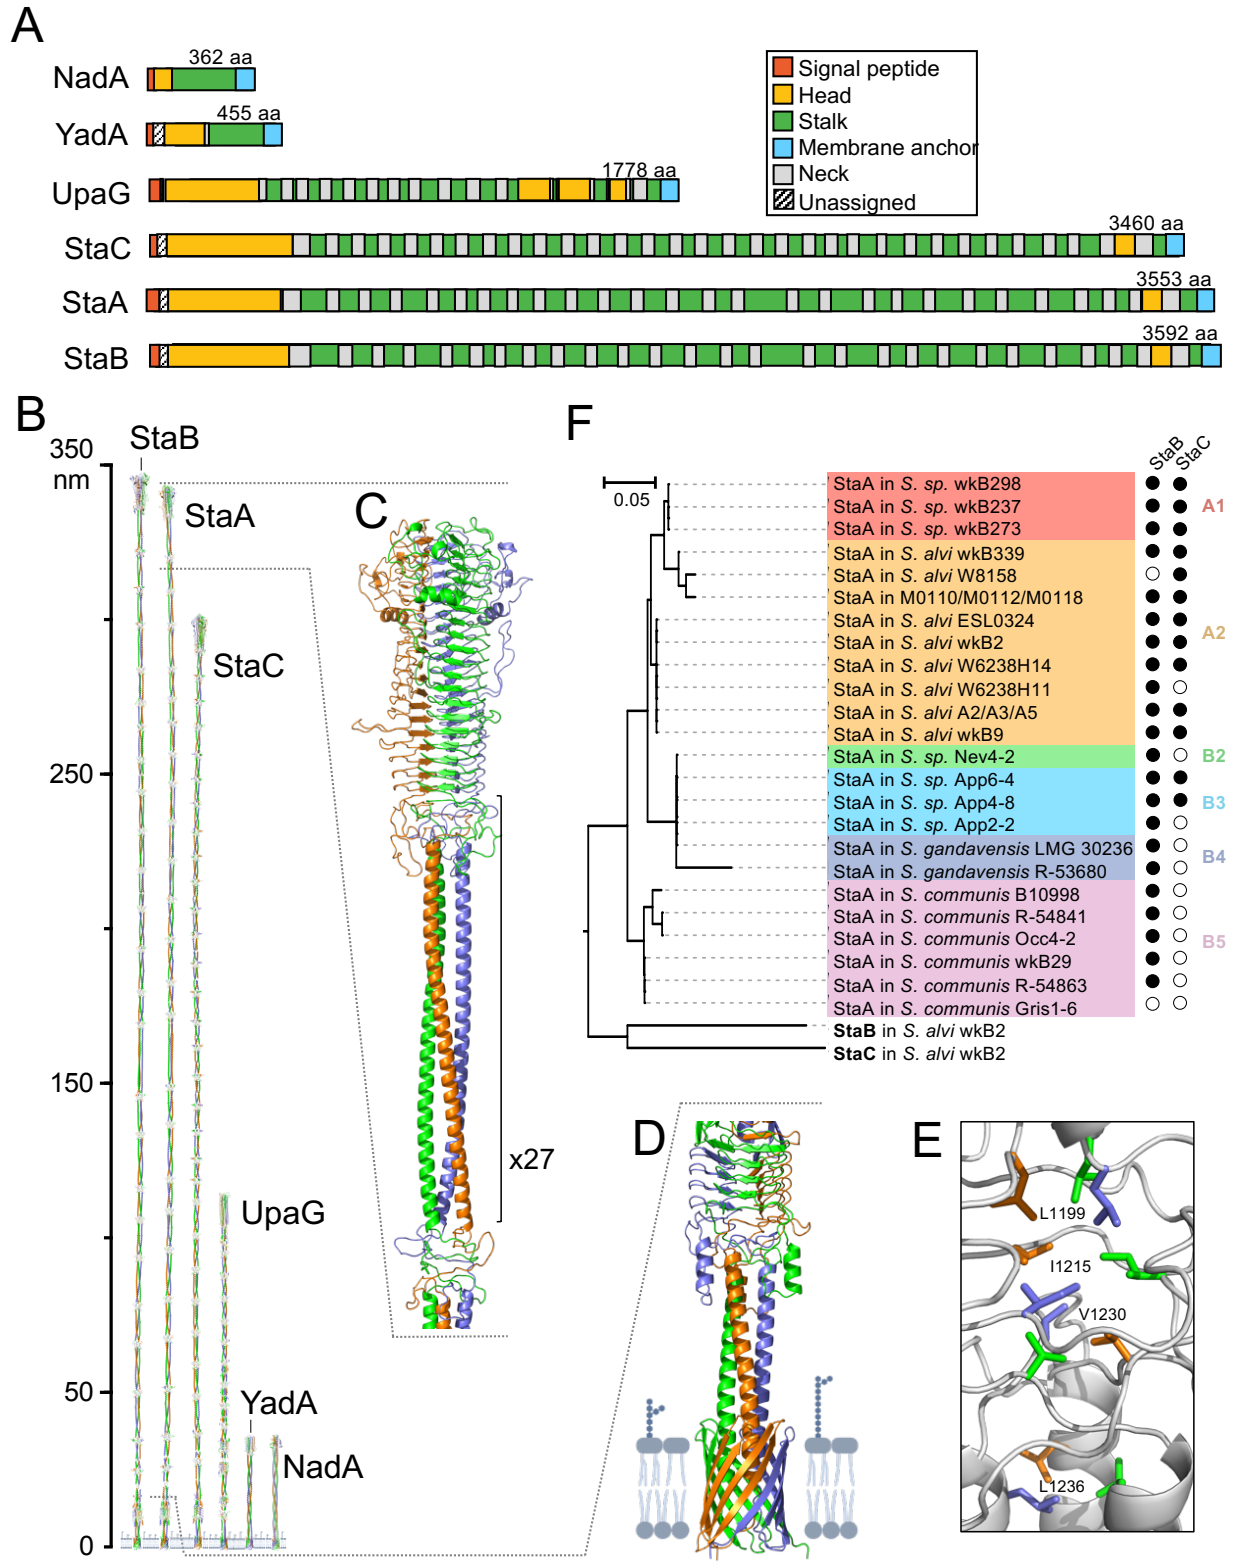 A
NadA
362 aa
YadA
455 aa
UpaG
1778 aa
StaC
3460 aa
StaA
3553 aa
StaB
3592 aa
Signal peptide
Head
Stalk
Membrane anchor
Neck
Unassigned
B
350
nm
250
150
50
0
StaB
StaA
StaC
UpaG
YadA
NadA
C
x27
D
E
L1199
I1215
V1230
L1236
F
0.05
StaB
StaC
StaA in S. sp. wkB298
StaA in S. sp. wkB237
A1
StaA in S. sp. wkB273
StaA in S. alvi wkB339
StaA in S. alvi W8158
StaA in M0110/M0112/M0118
StaA in S. alvi ESL0324
A2
StaA in S. alvi wkB2
StaA in S. alvi W6238H14
StaA in S. alvi W6238H11
StaA in S. alvi A2/A3/A5
StaA in S. alvi wkB9
StaA in S. sp. Nev4-2
B2
StaA in S. sp. App6-4
StaA in S. sp. App4-8
B3
StaA in S. sp. App2-2
StaA in S. gandavensis LMG 30236
B4
StaA in S. gandavensis R-53680
StaA in S. communis B10998
StaA in S. communis R-54841
StaA in S. communis Occ4-2
B5
StaA in S. communis wkB29
StaA in S. communis R-54863
StaA in S. communis Gris1-6
StaB in S. alvi wkB2
StaC in S. alvi wkB2